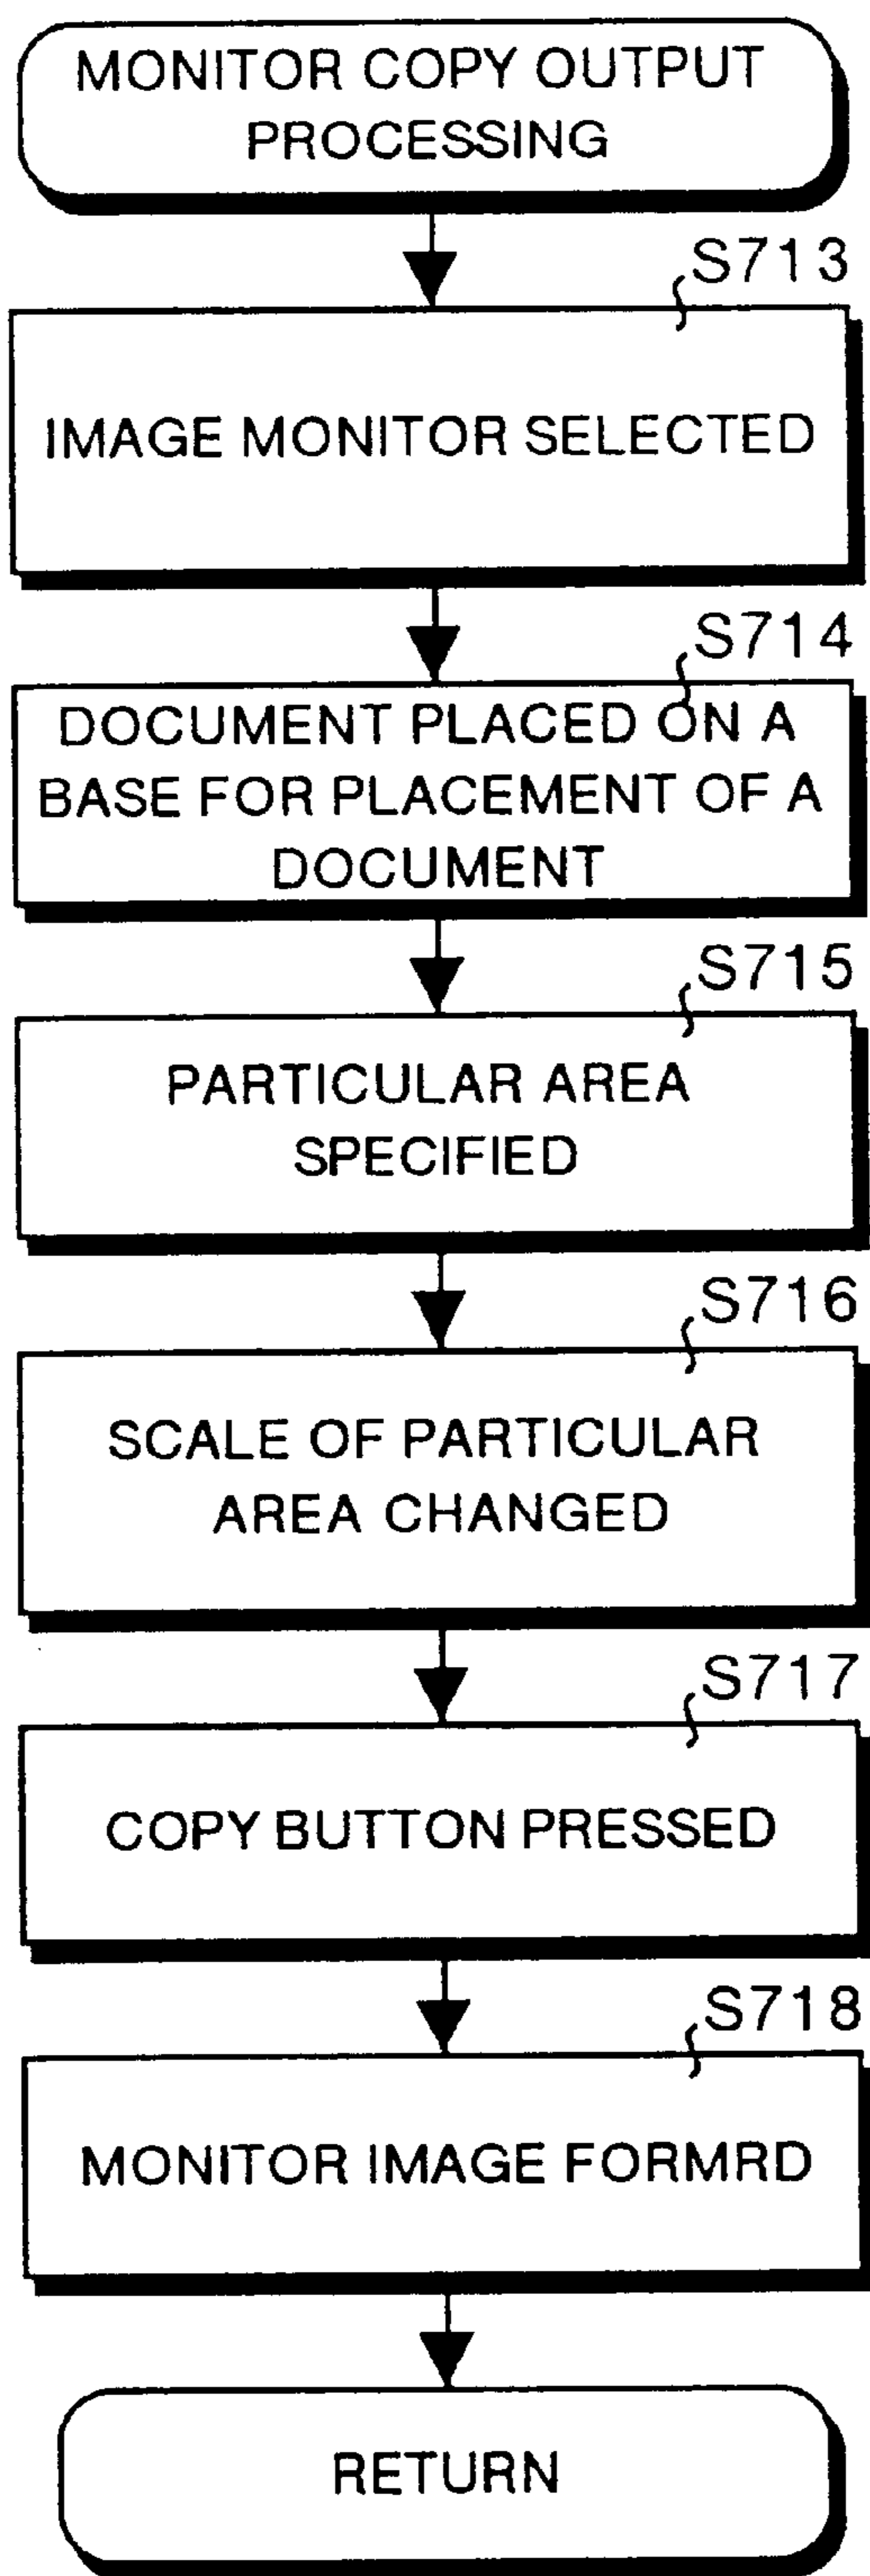 MONITOR COPY OUTPUT
PROCESSING
S713
IMAGE MONITOR SELECTED
S714
DOCUMENT PLACED ON A
BASE FOR PLACEMENT OF A
DOCUMENT
S715
PARTICULAR AREA
SPECIFIED
S716
SCALE OF PARTICULAR
AREA CHANGED
S717
COPY BUTTON PRESSED
S718
MONITOR IMAGE FORMRD
RETURN